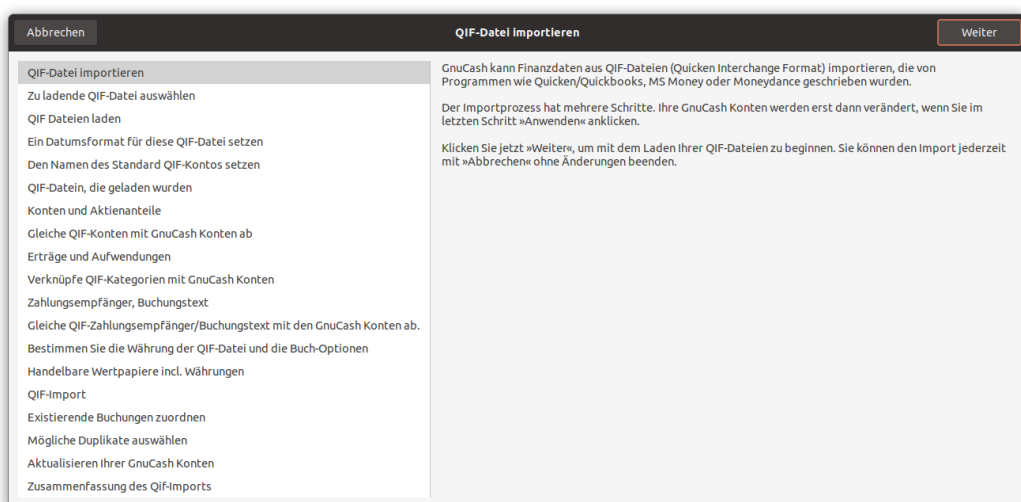 Abbrechen
QIF-Datei importieren
Weiter
QIF-Datei importieren
Zu ladende QIF-Datei auswählen
QIF Dateien laden
Ein Datumsformat für diese QIF-Datei setzen
Den Namen des Standard QIF-Kontos setzen
QIF-Datein, die geladen wurden
Konten und Aktienanteile
Gleiche QIF-Konten mit GnuCash Konten ab
Erträge und Aufwendungen
Verknüpfe QIF-Kategorien mit GnuCash Konten
Zahlungsempfänger, Buchungstext
Gleiche QIF-Zahlungsempfänger/Buchungstext mit den GnuCash Konten ab.
Bestimmen Sie die Währung der QIF-Datei und die Buch-Optionen
Handelbare Wertpapiere incl. Währungen
QIF-Import
Existierende Buchungen zuordnen
Mögliche Duplikate auswählen
Aktualisieren Ihrer GnuCash Konten
Zusammenfassung des Qif-Imports
GnuCash kann Finanzdaten aus QIF-Dateien (Quicken Interchange Format) importieren, die von
Programmen wie Quicken/Quickbooks, MS Money oder Moneydance geschrieben wurden.
Der Importprozess hat mehrere Schritte. Ihre GnuCash Konten werden erst dann verändert, wenn Sie im
letzten Schritt »Anwenden« anklicken.
Klicken Sie jetzt »Weiter«, um mit dem Laden Ihrer QIF-Dateien zu beginnen. Sie können den Import jederzeit
mit »Abbrechen« ohne Änderungen beenden.